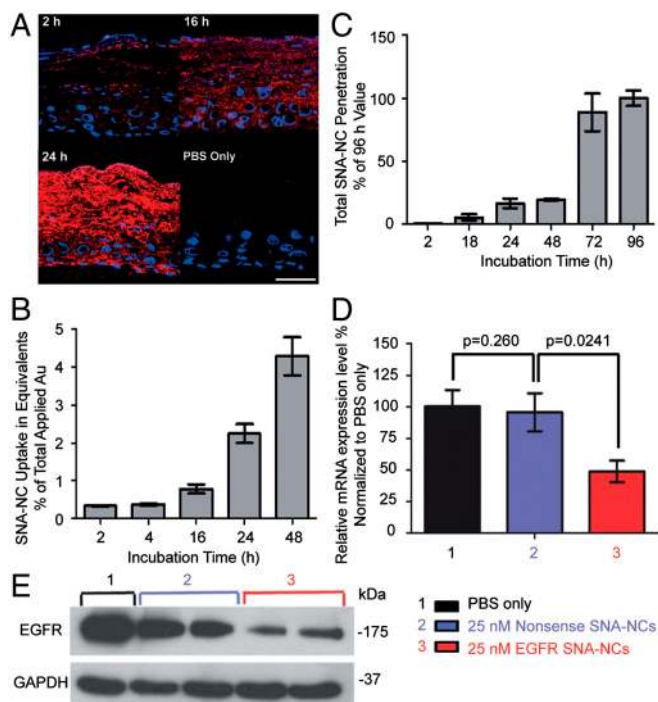 A
2 h
16 h
24 h
PBS Only
B
SNA-NC Uptake in Equivalents
% of Total Applied Au
5
4
3
2
1
0
2 4 16 24 48
Incubation Time (h)
C
Total SNA-NC Penetration
% of 96 h Value
150
100
50
0
2 18 24 48 72 96
Incubation Time (h)
D
Relative mRNA expression level %
Normalized to PBS only
p=0.260
p=0.0241
150
125
100
75
50
25
0
1 2 3
E
1 2 3
kDa
EGFR
-175
GAPDH
-37
1 PBS only
2 25 nM Nonsense SNA-NCs
3 25 nM EGFR SNA-NCs